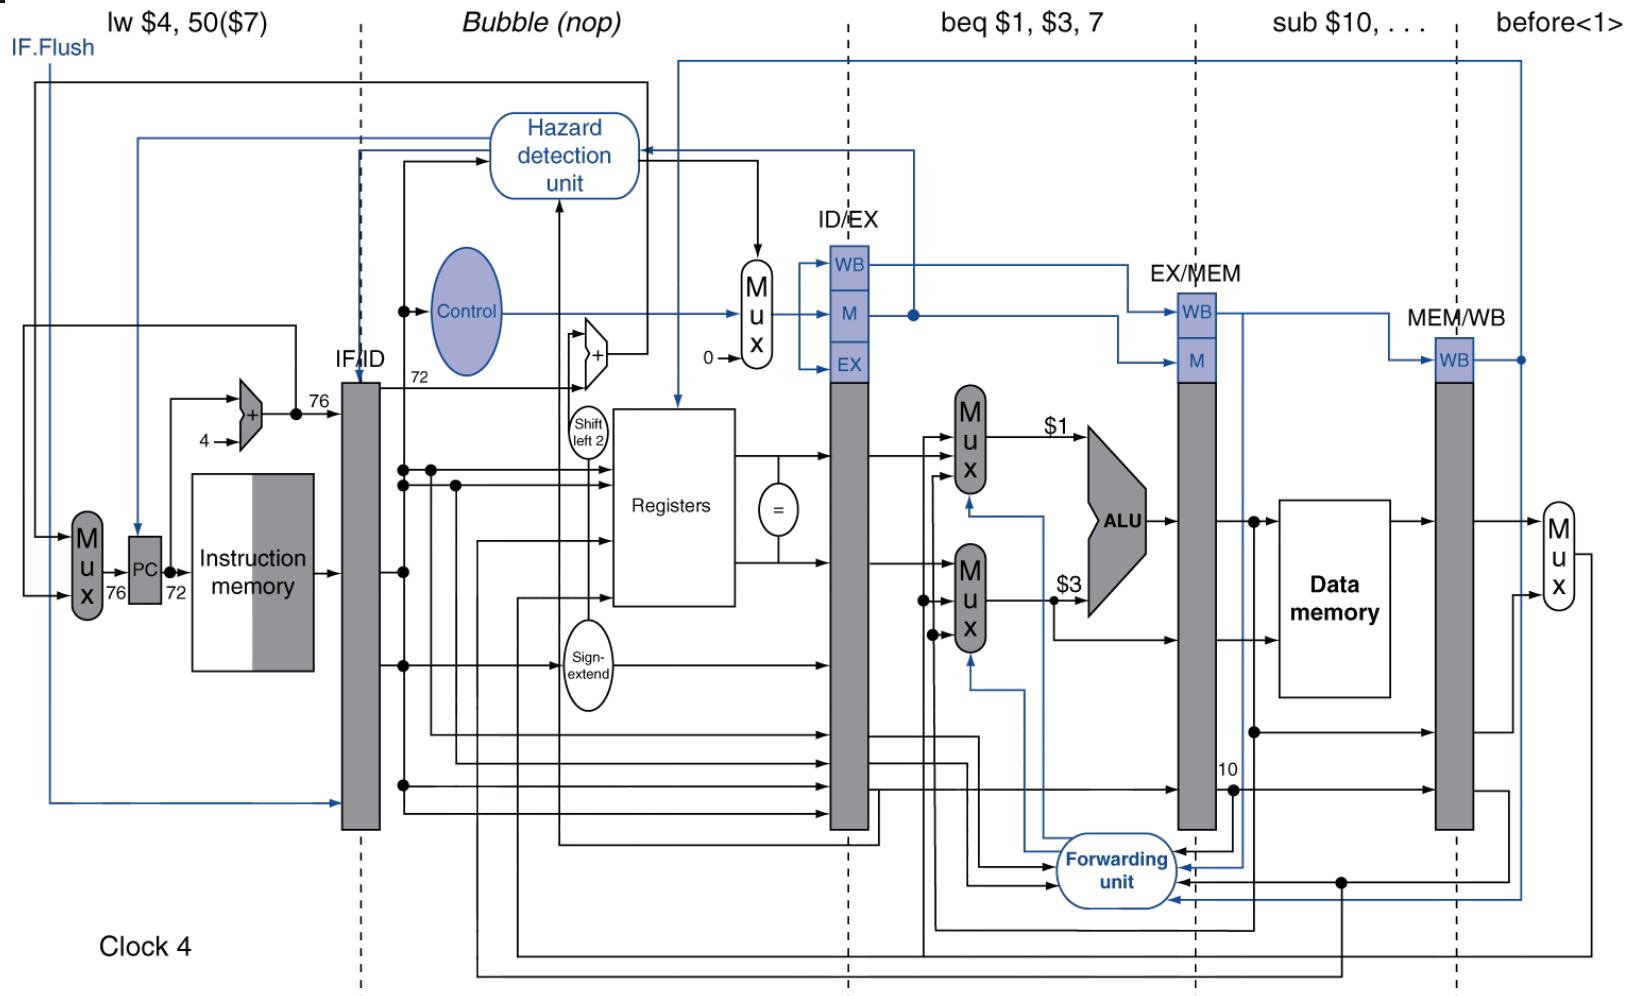 lw $4, 50($7)
Bubble (nop)
beq $1, $3, 7
sub $10, . . .
before<1>
IF.Flush
Hazard
detection
unit
ID/EX
WB
M
EX
EX/MEM
WB
M
MEM/WB
WB
Control
M
u
x
0
IF/ID
72
+
76
+
4
Shift
left 2
M
u
x
$1
Registers
=
ALU
M
u
x
76
PC
72
Instruction
memory
M
u
x
$3
Data
memory
M
u
x
Sign-
extend
10
Forwarding
unit
Clock 4